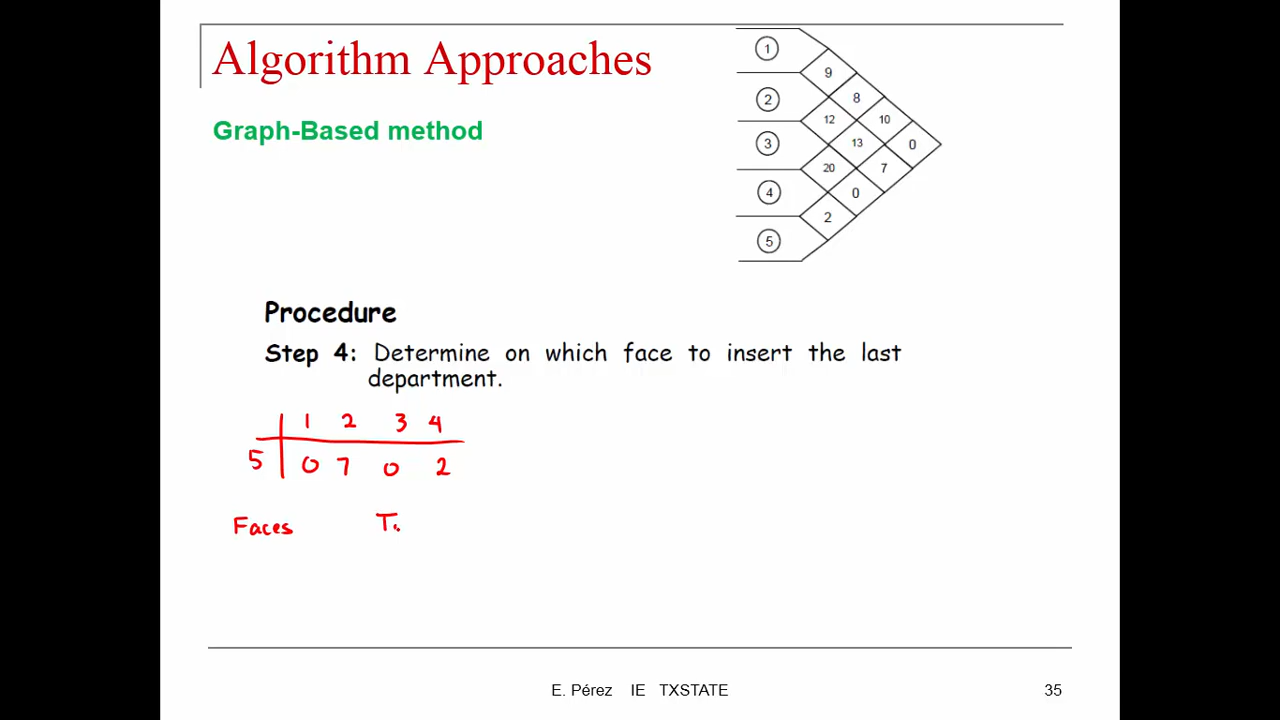 Algorithm Approaches
Graph-Based method
1
9
8
2
12
10
3
13
0
20
7
4
0
2
5
Procedure
Step 4: Determine on which face to insert the last
department.
1 2 3 4
5 0 7 0 2
Faces T
E. Pérez IE TXSTATE
35